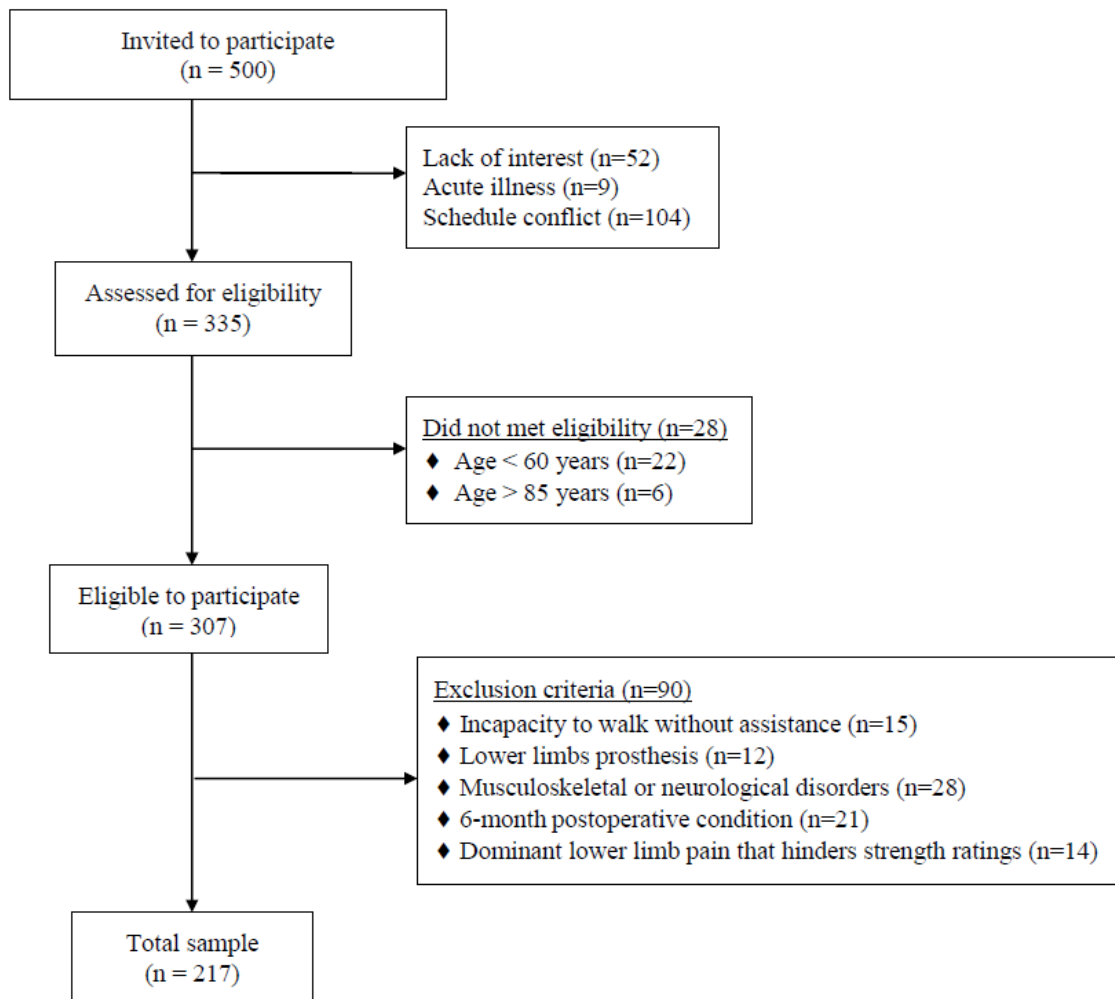 Invited to participate
(n = 500)
Lack of interest (n=52)
Acute illness (n=9)
Schedule conflict (n=104)
Assessed for eligibility
(n = 335)
Did not met eligibility (n=28)
♦ Age < 60 years (n=22)
♦ Age > 85 years (n=6)
Eligible to participate
(n = 307)
Exclusion criteria (n=90)
♦ Incapacity to walk without assistance (n=15)
♦ Lower limbs prosthesis (n=12)
♦ Musculoskeletal or neurological disorders (n=28)
♦ 6-month postoperative condition (n=21)
♦ Dominant lower limb pain that hinders strength ratings (n=14)
Total sample
(n = 217)